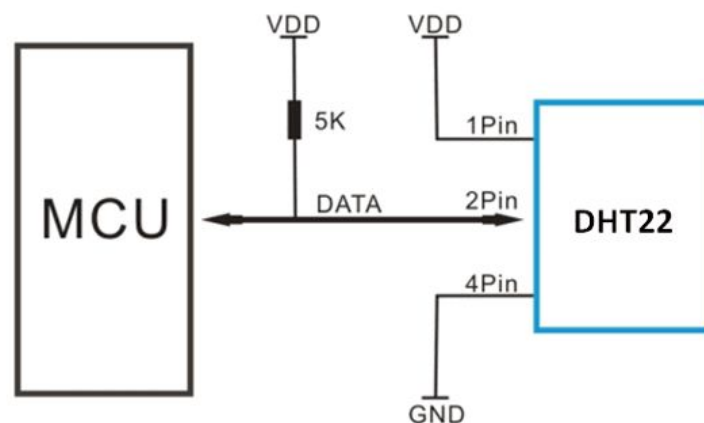 VDD
VDD
5K
1Pin
MCU
DATA
2Pin
DHT22
4Pin
GND